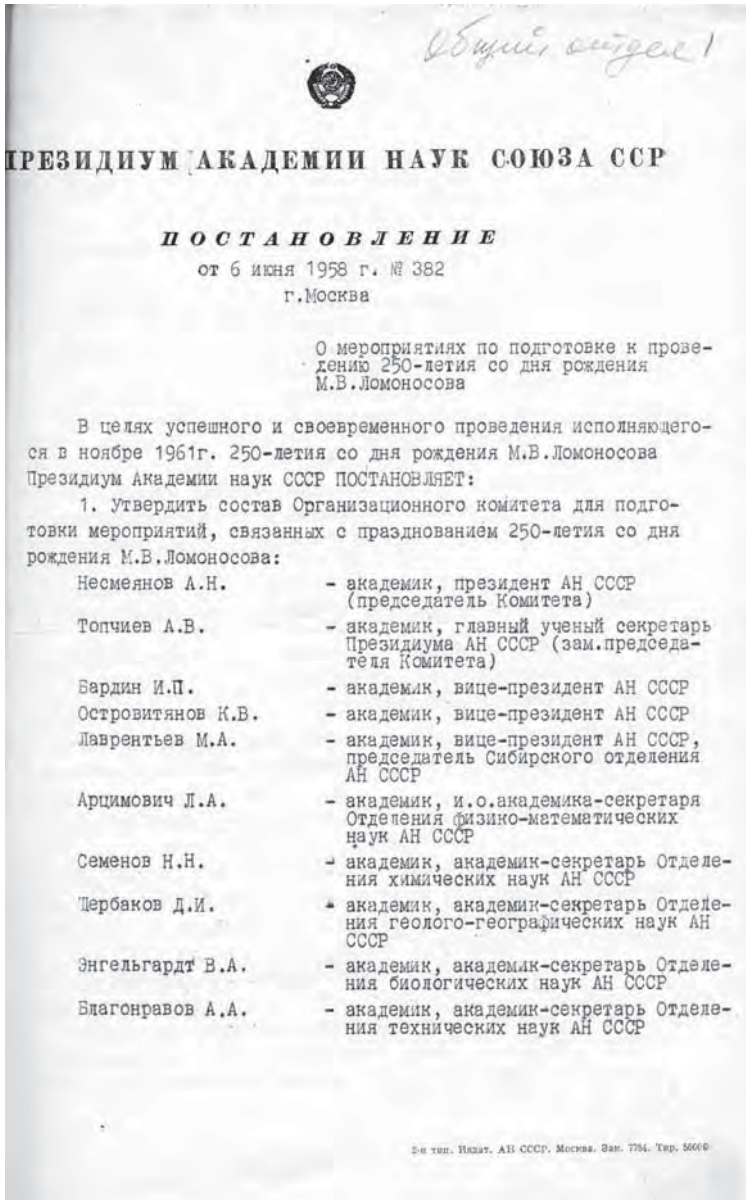 Общий отдел 1
ПРЕЗИДИУМ АКАДЕМИИ НАУК СОЮЗА ССР
ПОСТАНОВЛЕНИЕ
от 6 июня 1958 г. № 382
г.Москва
О мероприятиях по подготовке к прове-
дению 250-летия со дня рождения
М.В.Ломоносова
В целях успешного и своевременного проведения исполняющего-
ся в ноябре 1961г. 250-летия со дня рождения М.В.Ломоносова
Президиум Академии наук СССР ПОСТАНОВЛЯЕТ:
1. Утвердить состав Организационного комитета для подго-
товки мероприятий, связанных с празднованием 250-летия со дня
рождения М.В.Ломоносова:
Несмеянов А.Н. - академик, президент АН СССР
(председатель Комитета)
Топчиев А.В. - академик, главный ученый секретарь
Президиума АН СССР (зам.председа-
теля Комитета)
Бардин И.П. - академик, вице-президент АН СССР
Островитянов К.В. - академик, вице-президент АН СССР
Лаврентьев М.А. - академик, вице-президент АН СССР,
председатель Сибирского отделения
АН СССР
Арцимович Л.А. - академик, и.о.академика-секретаря
Отделения физико-математических
наук АН СССР
Семенов Н.Н. - академик, академик-секретарь Отделе-
ния химических наук АН СССР
Щербаков Д.И. - академик, академик-секретарь Отделе-
ния геолого-географических наук АН
СССР
Энгельгардт В.А. - академик, академик-секретарь Отделе-
ния биологических наук АН СССР
Благонравов А.А. - академик, академик-секретарь Отделе-
ния технических наук АН СССР
2-я тип. Издат. АН СССР. Москва. Зак. 7754. Тир. 50000